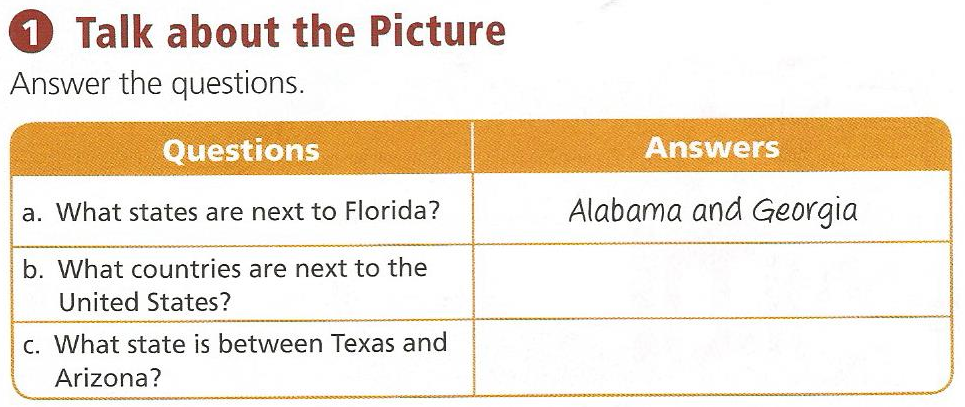 1 Talk about the Picture
Answer the questions.
Questions Answers
a. What states are next to Florida? Alabama and Georgia
b. What countries are next to the
United States?
c. What state is between Texas and
Arizona?